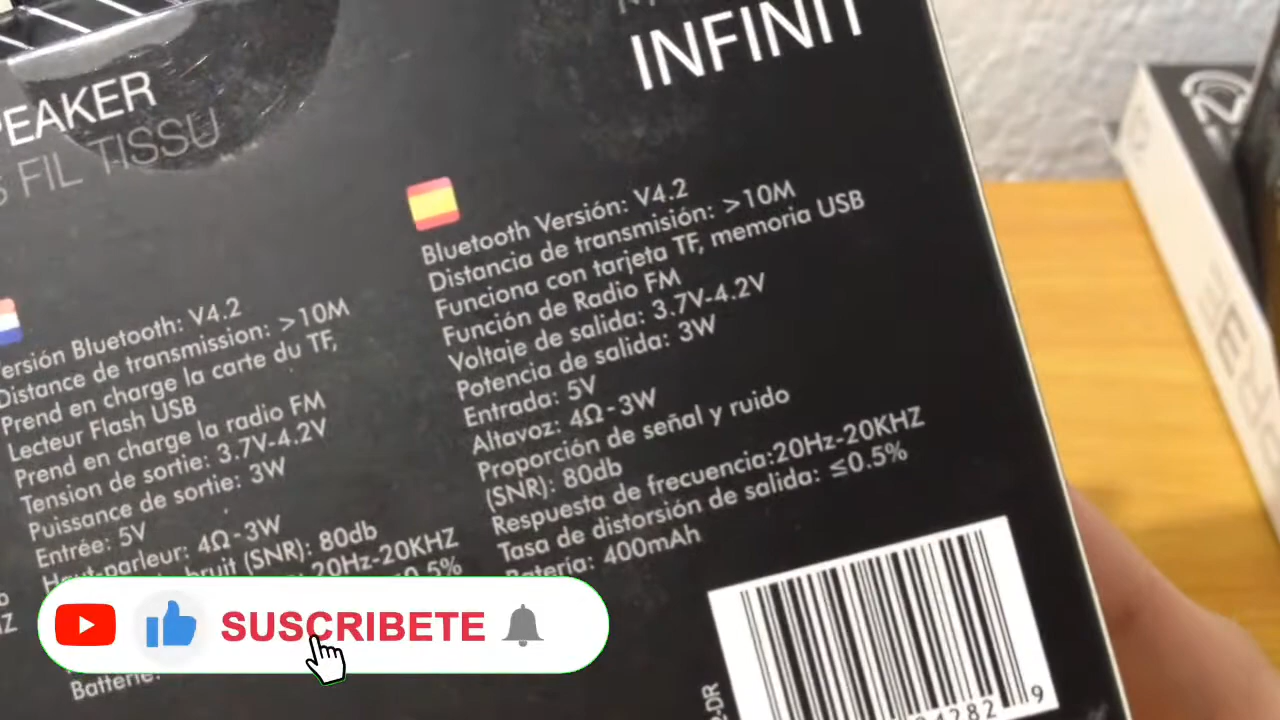 INFINIT
PEAKER
FIL TISSU
Bluetooth Versión: V4.2
Distancia de transmisión: >10M
Funciona con tarjeta TF, memoria USB
Función de Radio FM
Voltaje de salida: 3.7V-4.2V
Potencia de salida: 3W
Entrada: 5V
Altavoz: 4Ω-3W
Proporción de señal y ruido
(SNR): 80db
Respuesta de frecuencia:20Hz-20KHZ
Tasa de distorsión de salida: ≤0.5%
Batería: 400mAh
ersión Bluetooth: V4.2
Distance de transmission: >10M
Prend en charge la carte du TF,
Lecteur Flash USB
Prend en charge la radio FM
Tension de sortie: 3.7V-4.2V
Puissance de sortie: 3W
Entrée: 5V
Haut-parleur: 4Ω-3W
bruit (SNR): 80db
20Hz-20KHZ
0.5%
Batterie:
SUSCRIBETE
4282 9